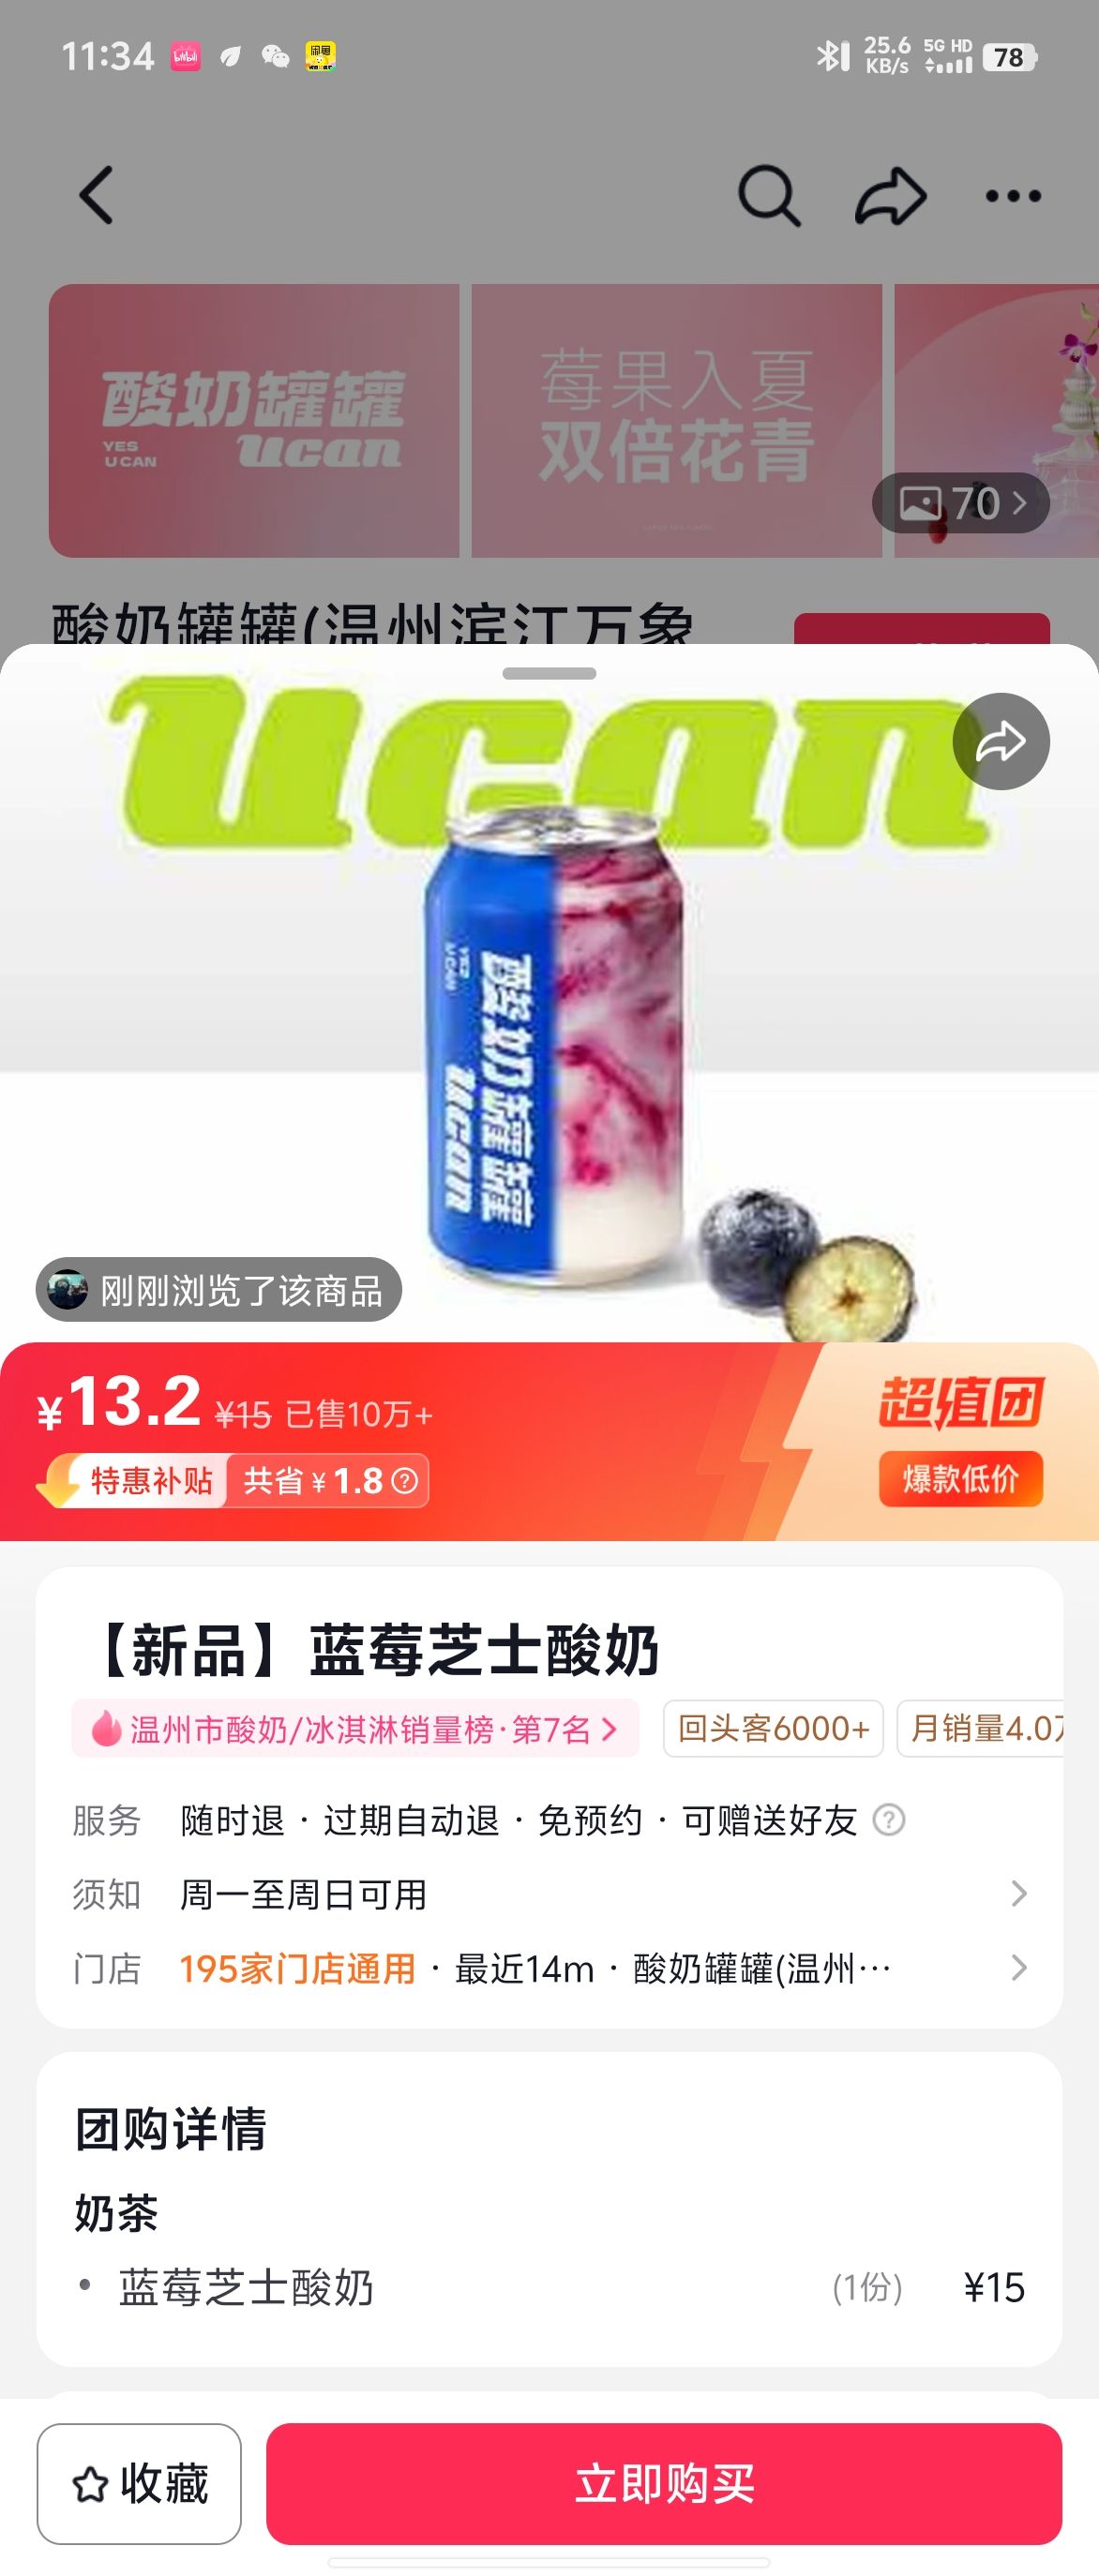 11:34
bilibili
闲鱼
25.6
KB/s
5G HD
78
酸奶罐罐
YES
U CAN
ucan
莓果入夏
双倍花青
70
酸奶罐罐(温州滨江万象
ucan
YES
U CAN
酸奶罐罐
ucan
刚刚浏览了该商品
¥13.2 ¥15 已售10万+
特惠补贴 共省¥1.8
超值团
爆款低价
【新品】蓝莓芝士酸奶
温州市酸奶/冰淇淋销量榜·第7名
回头客6000+
月销量4.0万
服务 随时退 · 过期自动退 · 免预约 · 可赠送好友
须知 周一至周日可用
门店 195家门店通用 · 最近14m · 酸奶罐罐(温州…
团购详情
奶茶
• 蓝莓芝士酸奶 (1份) ¥15
收藏
立即购买